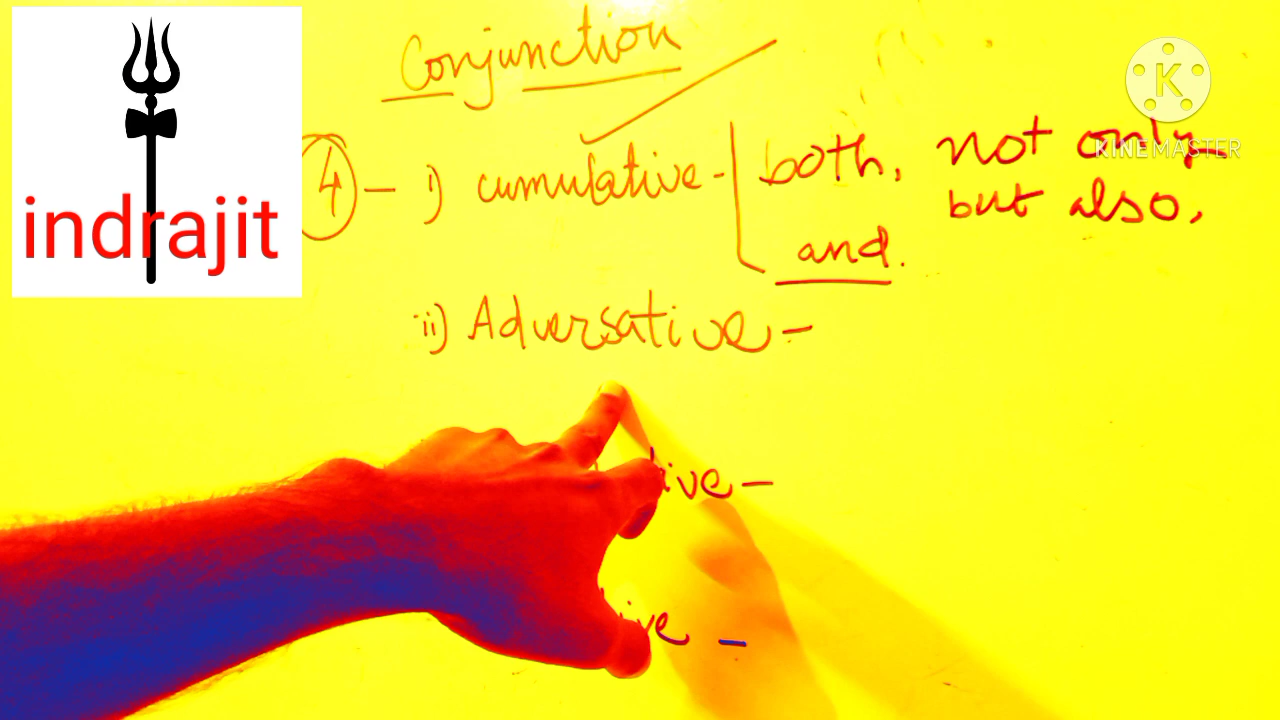 indrajit
Conjunction
K
KINEMASTER
4 - i) cumulative - both, not only
but also,
and.
ii) Adversative -